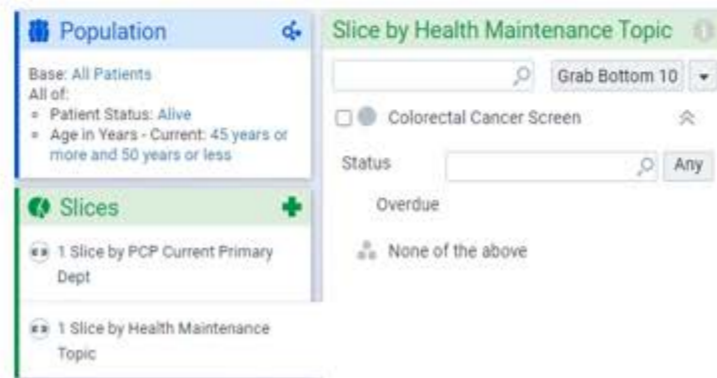 Population
Base: All Patients
All of:
Patient Status: Alive
Age in Years - Current: 45 years or
more and 50 years or less
Slices
1 Slice by PCP Current Primary
Dept
1 Slice by Health Maintenance
Topic
Slice by Health Maintenance Topic
Grab Bottom 10
Colorectal Cancer Screen
Status
Any
Overdue
None of the above